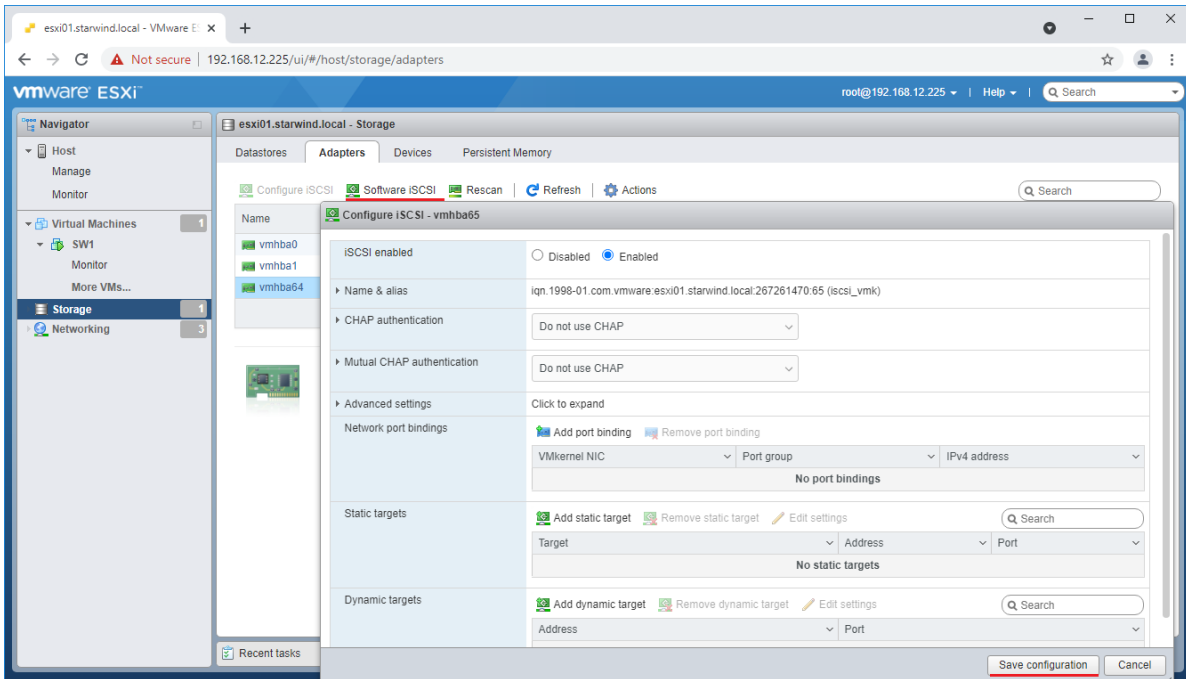 esxi01.starwind.local - VMware E
Not secure | 192.168.12.225/ui/#/host/storage/adapters
vmware ESXi™
root@192.168.12.225 | Help | Search
Navigator
esxi01.starwind.local - Storage
Host
Manage
Monitor
Virtual Machines 1
SW1
Monitor
More VMs...
Storage 1
Networking 3
Datastores Adapters Devices Persistent Memory
Configure iSCSI Software iSCSI Rescan | Refresh | Actions Search
Name
vmhba0
vmhba1
vmhba64
Configure iSCSI - vmhba65
iSCSI enabled Disabled Enabled
Name & alias iqn.1998-01.com.vmware:esxi01.starwind.local:267261470:65 (iscsi_vmk)
CHAP authentication Do not use CHAP
Mutual CHAP authentication Do not use CHAP
Advanced settings Click to expand
Network port bindings Add port binding Remove port binding
VMkernel NIC Port group IPv4 address
No port bindings
Static targets Add static target Remove static target Edit settings Search
Target Address Port
No static targets
Dynamic targets Add dynamic target Remove dynamic target Edit settings Search
Address Port
Recent tasks
Save configuration Cancel